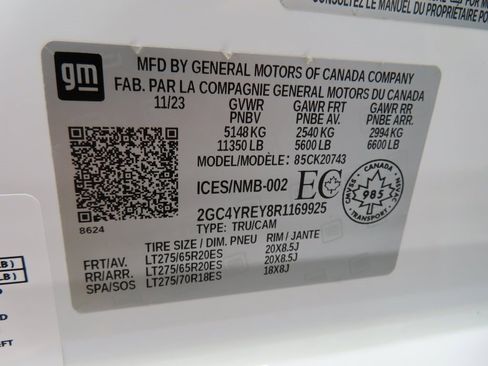 CONSULTEZ LE MANUEL DU PROPRIÉTAIRE
gm
MFD BY GENERAL MOTORS OF CANADA COMPANY
FAB. PAR LA COMPAGNIE GENERAL MOTORS DU CANADA
11/23 GVWR GAWR FRT GAWR RR
PNBV PNBE AV. PNBE ARR.
5148 KG 2540 KG 2994 KG
11350 LB 5600 LB 6600 LB
MODEL/MODÈLE: 85CK20743
ICES/NMB-002 EC
CANADA
985
2GC4YREY8R1169925
TYPE: TRU/CAM
8624
TIRE SIZE / DIM. PNEU RIM / JANTE
FRT/AV. LT275/65R20ES 20X8.5J
RR/ARR. LT275/65R20ES 20X8.5J
SPA/SOS LT275/70R18ES 18X8J
LB )
LB )